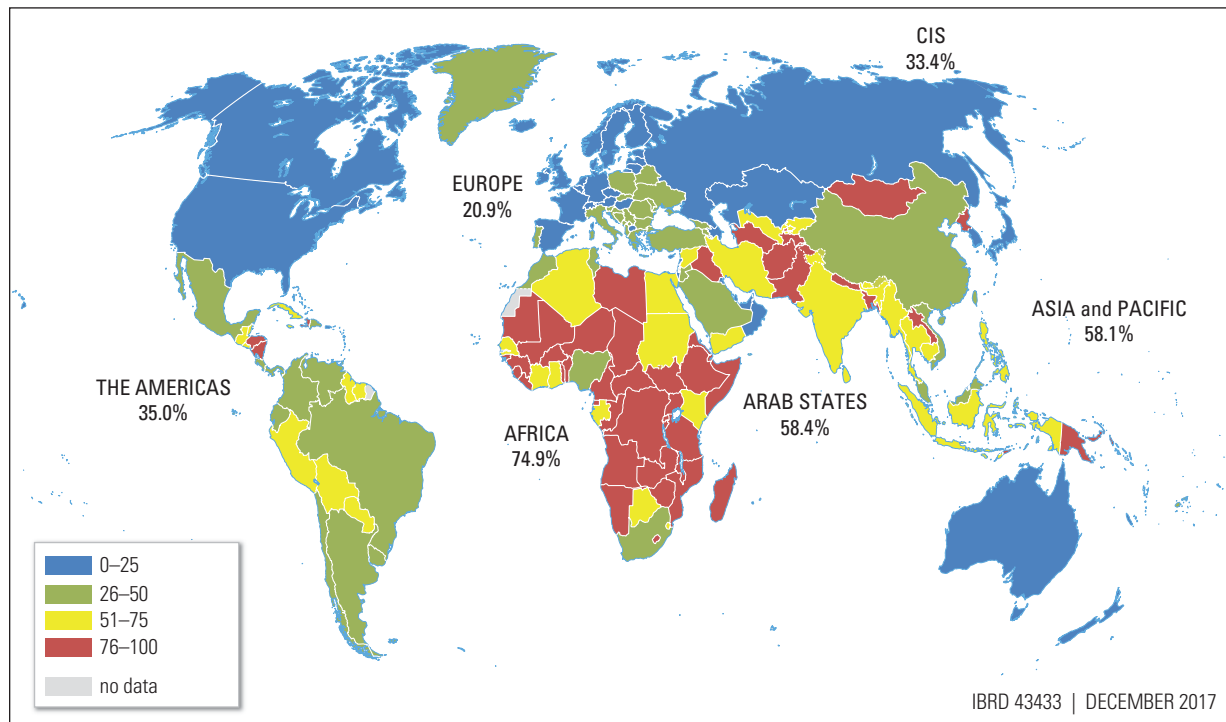 CIS
33.4%
EUROPE
20.9%
ASIA and PACIFIC
58.1%
THE AMERICAS
35.0%
ARAB STATES
58.4%
AFRICA
74.9%
0–25
26–50
51–75
76–100
no data
IBRD 43433 | DECEMBER 2017